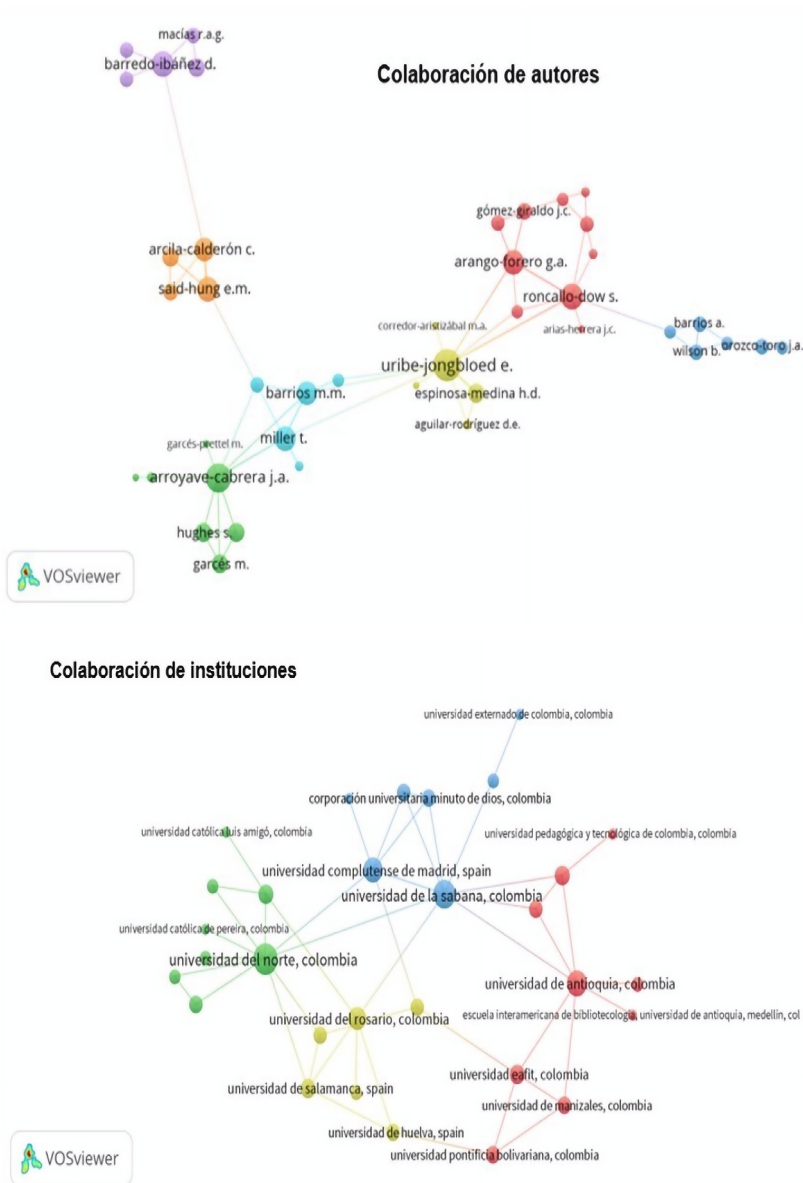 macías r.a.g.
barredo-ibáñez d.
Colaboración de autores
gómez-giraldo j.c.
arcila-calderón c.
arango-forero g.a.
said-hung e.m.
roncallo-dow s.
corredor-aristizábal m.a.
arias-herrera j.c.
barrios a.
wilson b.
orozco-toro j.a.
uribe-jongbloed e.
barrios m.m.
espinosa-medina h.d.
aguilar-rodríguez d.e.
miller t.
garcés-prettel m.
arroyave-cabrera j.a.
hughes s.
garcés m.
VOSviewer
Colaboración de instituciones
universidad externado de colombia, colombia
corporación universitaria minuto de dios, colombia
universidad católica luis amigó, colombia
universidad pedagógica y tecnológica de colombia, colombia
universidad complutense de madrid, spain
universidad de la sabana, colombia
universidad católica de pereira, colombia
universidad del norte, colombia
universidad de antioquia, colombia
universidad del rosario, colombia
escuela interamericana de bibliotecología, universidad de antioquia, medellín, col
universidad eafit, colombia
universidad de salamanca, spain
universidad de manizales, colombia
universidad de huelva, spain
universidad pontificia bolivariana, colombia
VOSviewer